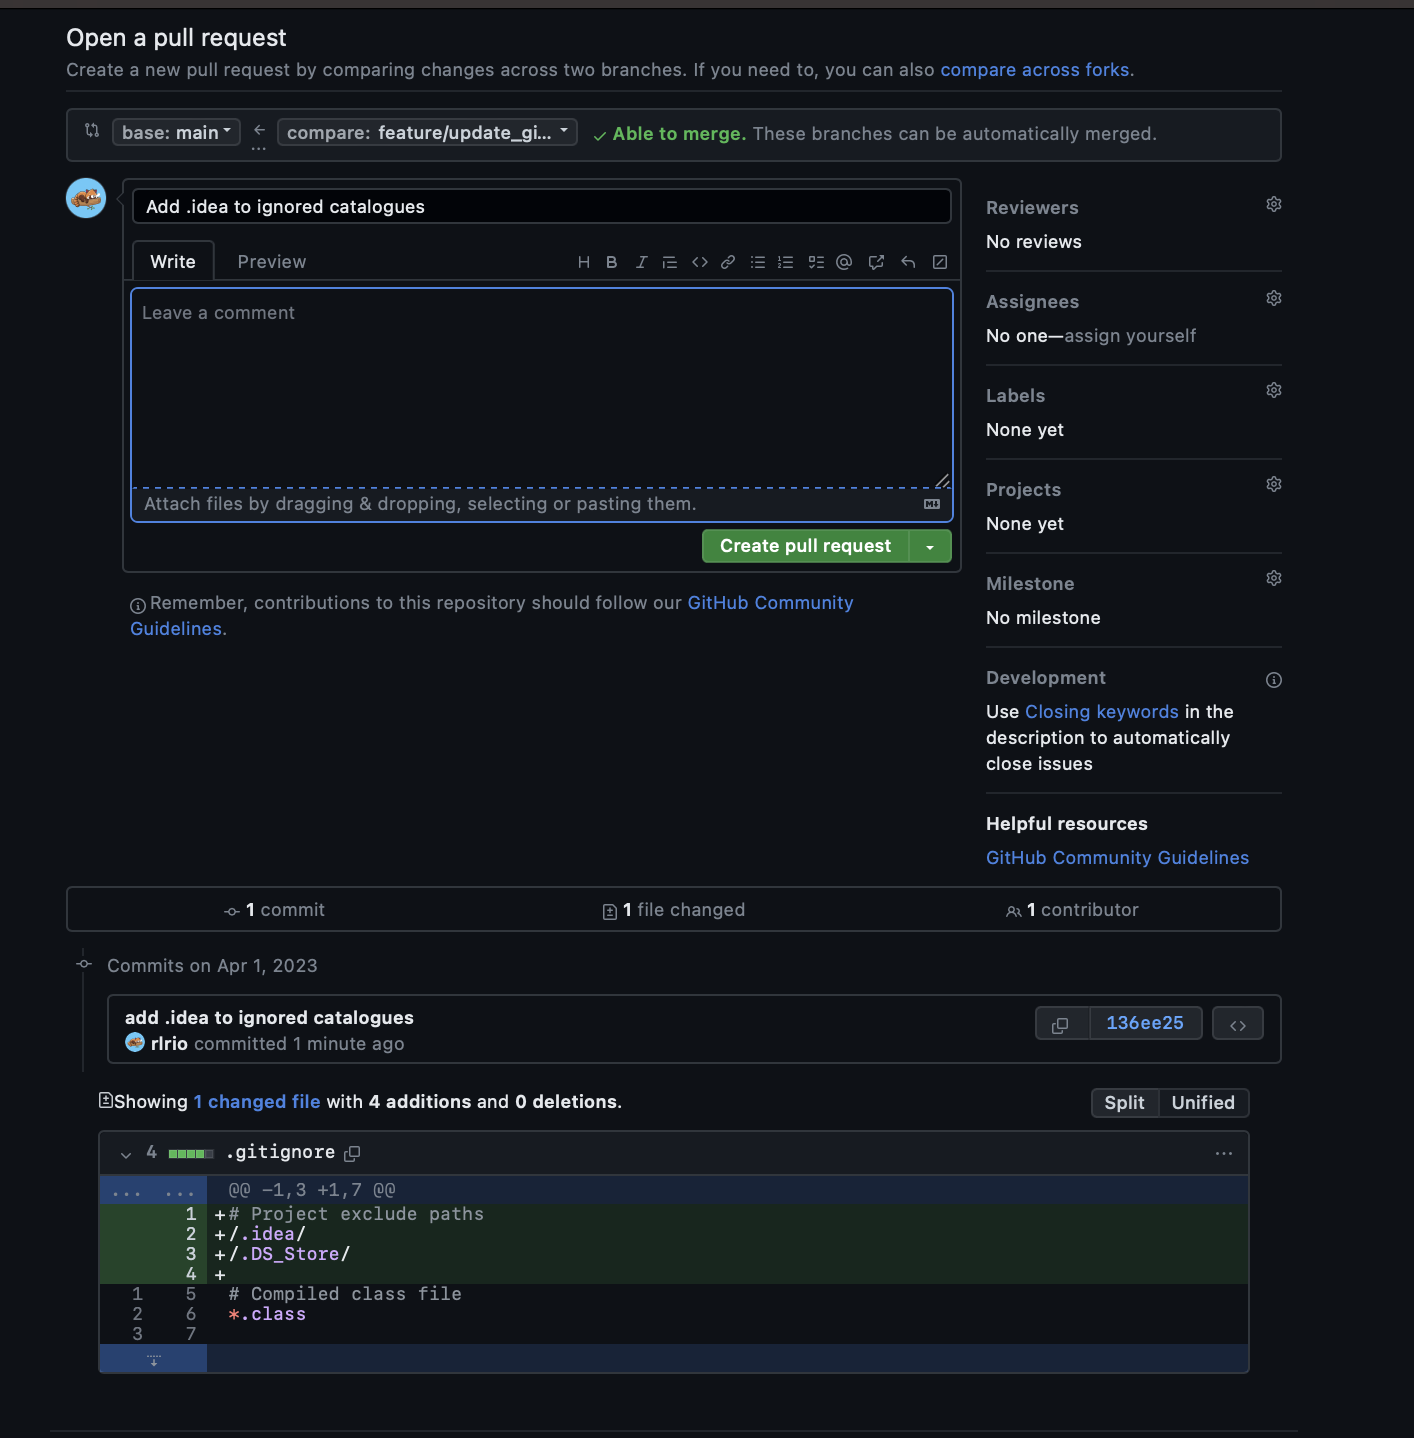 Open a pull request
Create a new pull request by comparing changes across two branches. If you need to, you can also compare across forks.
base: main ← ... compare: feature/update_gi... ✓ Able to merge. These branches can be automatically merged.
Add .idea to ignored catalogues
Write Preview
Leave a comment
Attach files by dragging & dropping, selecting or pasting them.
Create pull request
Remember, contributions to this repository should follow our GitHub Community
Guidelines.
Reviewers
No reviews
Assignees
No one—assign yourself
Labels
None yet
Projects
None yet
Milestone
No milestone
Development
Use Closing keywords in the
description to automatically
close issues
Helpful resources
GitHub Community Guidelines
1 commit 1 file changed 1 contributor
Commits on Apr 1, 2023
add .idea to ignored catalogues
rlrio committed 1 minute ago
136ee25
Showing 1 changed file with 4 additions and 0 deletions.
Split Unified
4 .gitignore
... ... @@ -1,3 +1,7 @@
1 +# Project exclude paths
2 +/.idea/
3 +/.DS_Store/
4 +
1 5 # Compiled class file
2 6 *.class
3 7